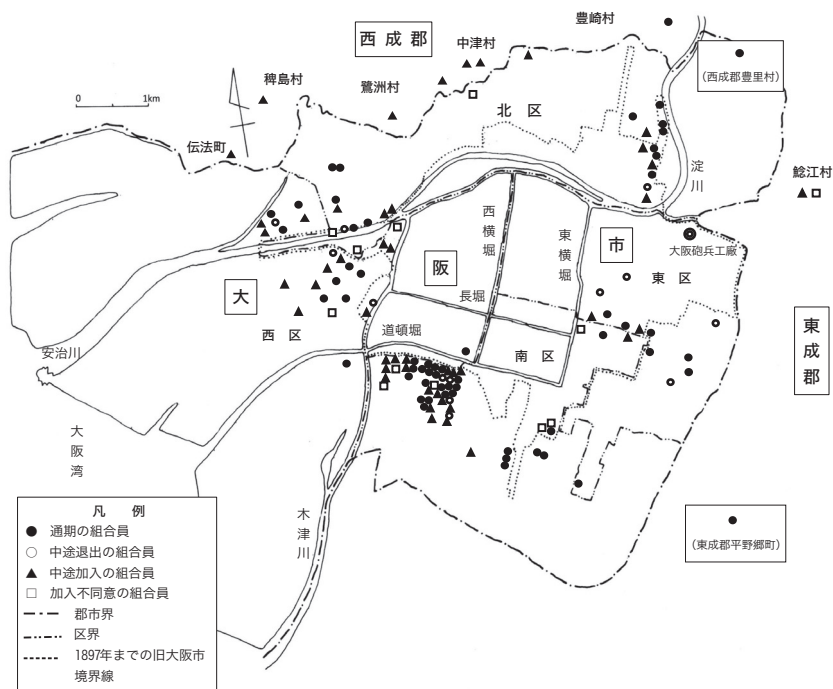 豊崎村
西成郡
中津村
(西成郡豊里村)
稗島村
鷺洲村
0 1km
北区
伝法町
淀川
鯰江村
西横堀
東横堀
市
大阪砲兵工廠
阪
東区
大
長堀
東成郡
道頓堀
西区
南区
安治川
大阪湾
木津川
(東成郡平野郷町)
凡例
通期の組合員
中途退出の組合員
中途加入の組合員
加入不同意の組合員
郡市界
区界
1897年までの旧大阪市
境界線